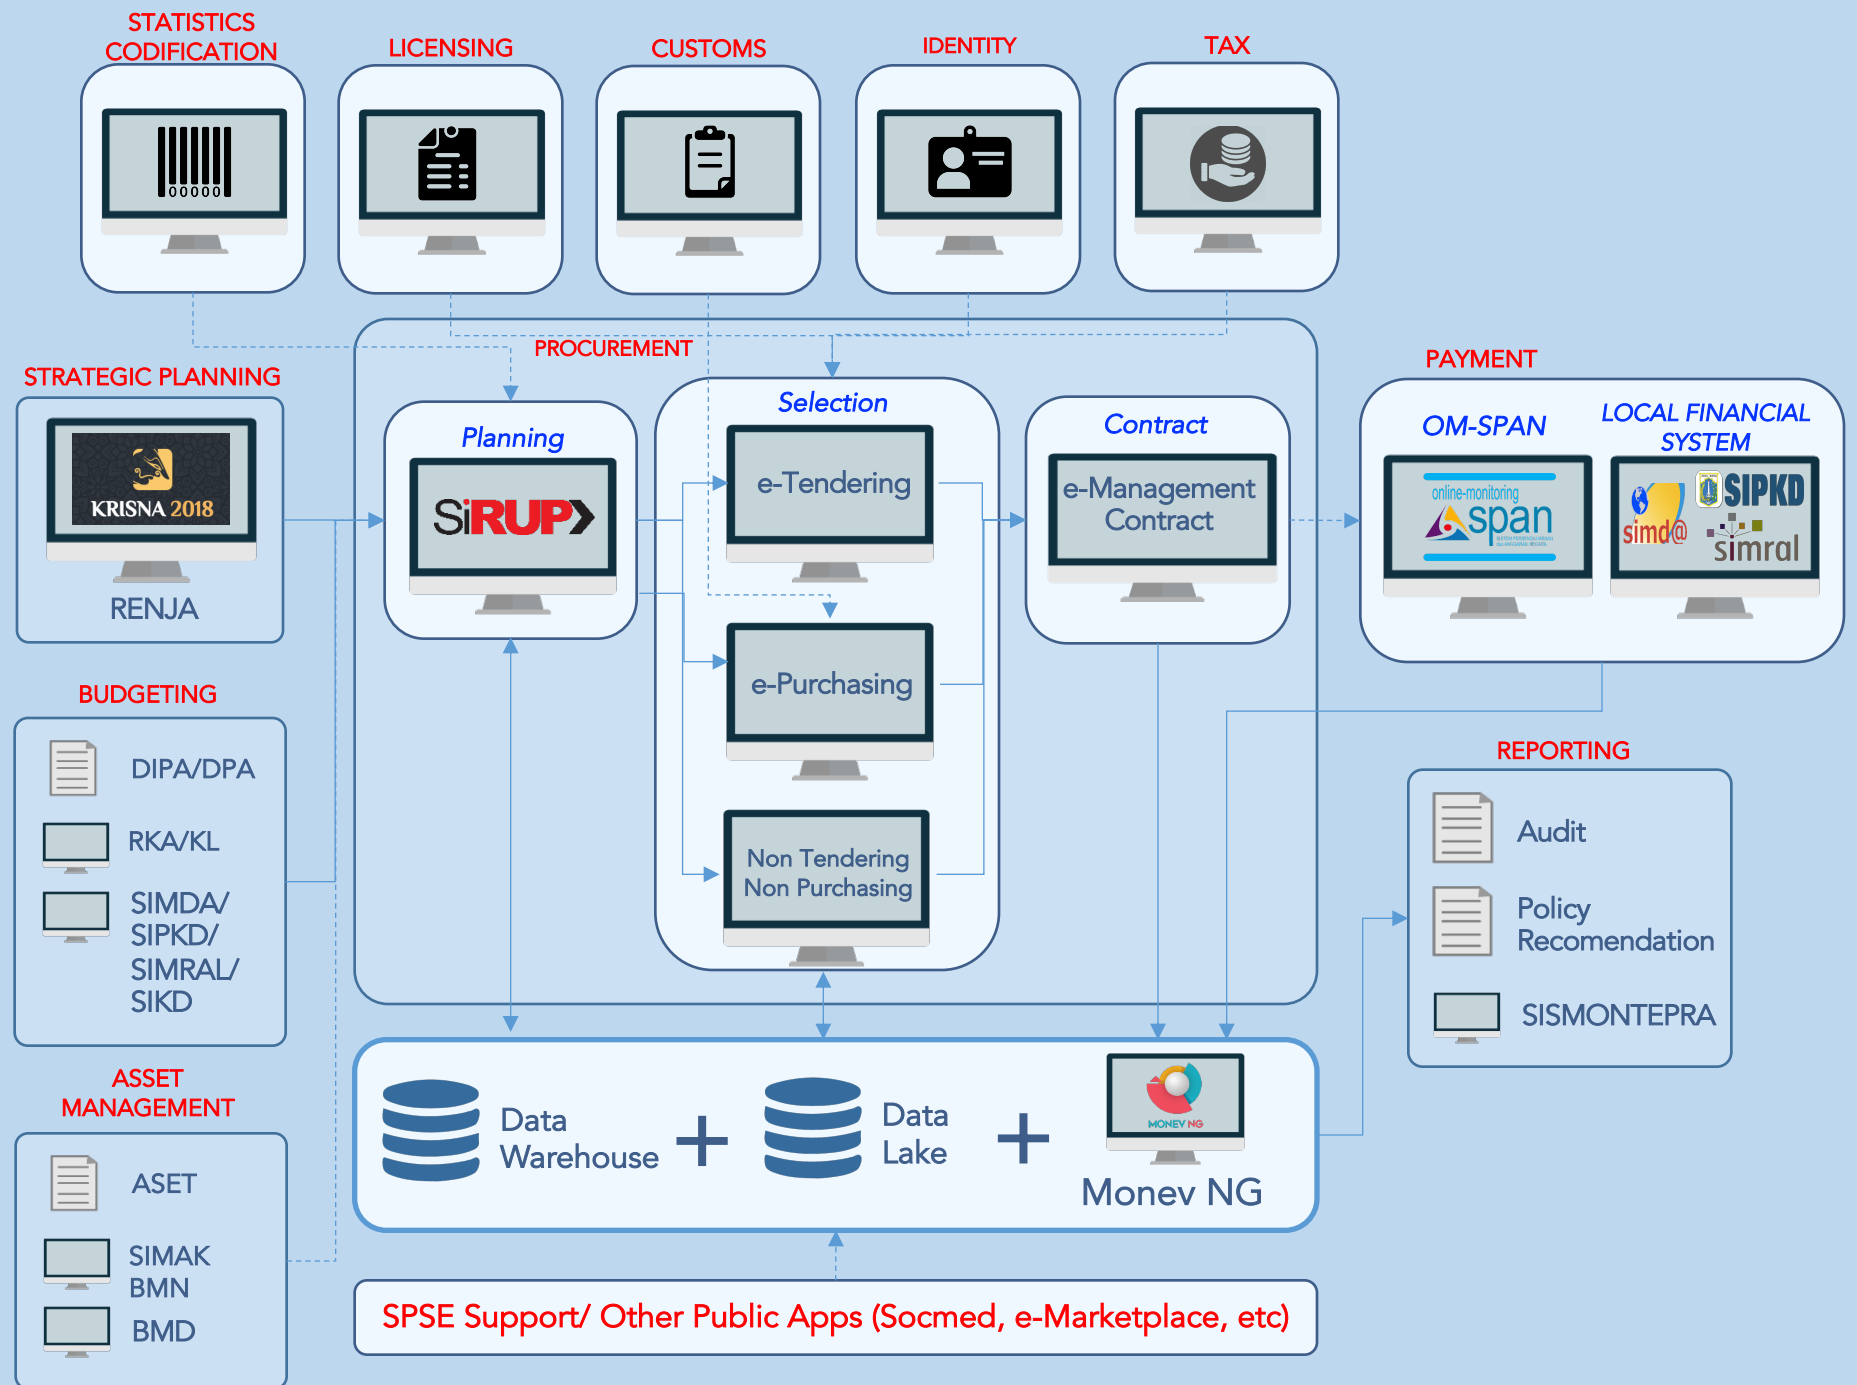 STATISTICS
CODIFICATION
LICENSING
CUSTOMS
IDENTITY
TAX
00000
STRATEGIC PLANNING
KRISNA 2018
RENJA
PROCUREMENT
Planning
SiRUP
Selection
e-Tendering
e-Purchasing
Non Tendering
Non Purchasing
Contract
e-Management
Contract
PAYMENT
OM-SPAN
online-monitoring
span
LOCAL FINANCIAL
SYSTEM
simd@
SIPKD
simral
BUDGETING
DIPA/DPA
RKA/KL
SIMDA/
SIPKD/
SIMRAL/
SIKD
REPORTING
Audit
Policy
Recomendation
SISMONTEPRA
ASSET
MANAGEMENT
ASET
SIMAK
BMN
BMD
Data
Warehouse
+
Data
Lake
+
MONEV NG
Monev NG
SPSE Support/ Other Public Apps (Socmed, e-Marketplace, etc)